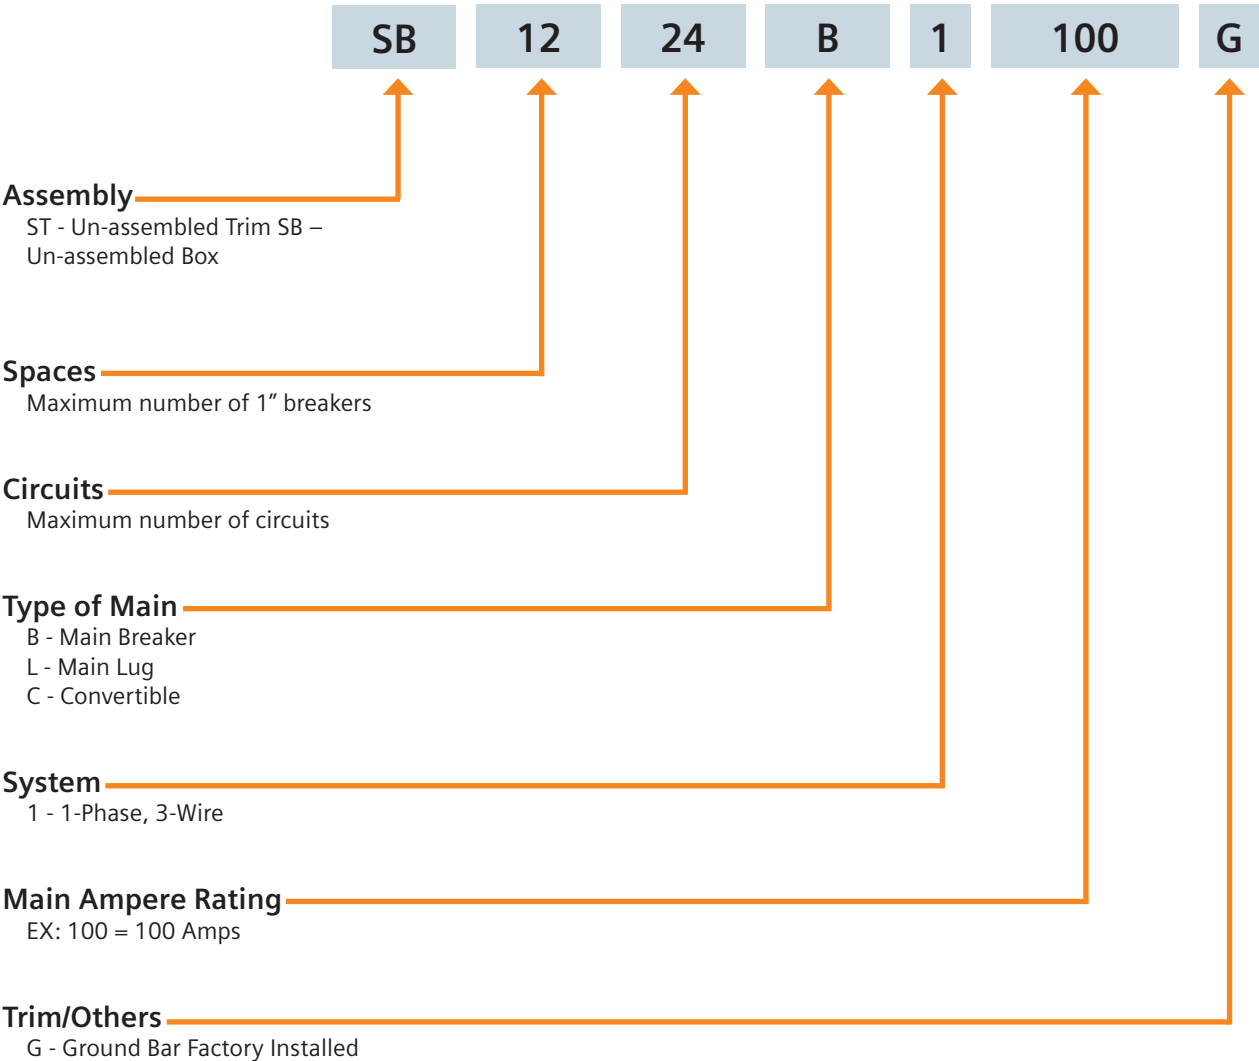 SB 12 24 B 1 100 G
Assembly
ST - Un-assembled Trim SB –
Un-assembled Box
Spaces
Maximum number of 1” breakers
Circuits
Maximum number of circuits
Type of Main
B - Main Breaker
L - Main Lug
C - Convertible
System
1 - 1-Phase, 3-Wire
Main Ampere Rating
EX: 100 = 100 Amps
Trim/Others
G - Ground Bar Factory Installed